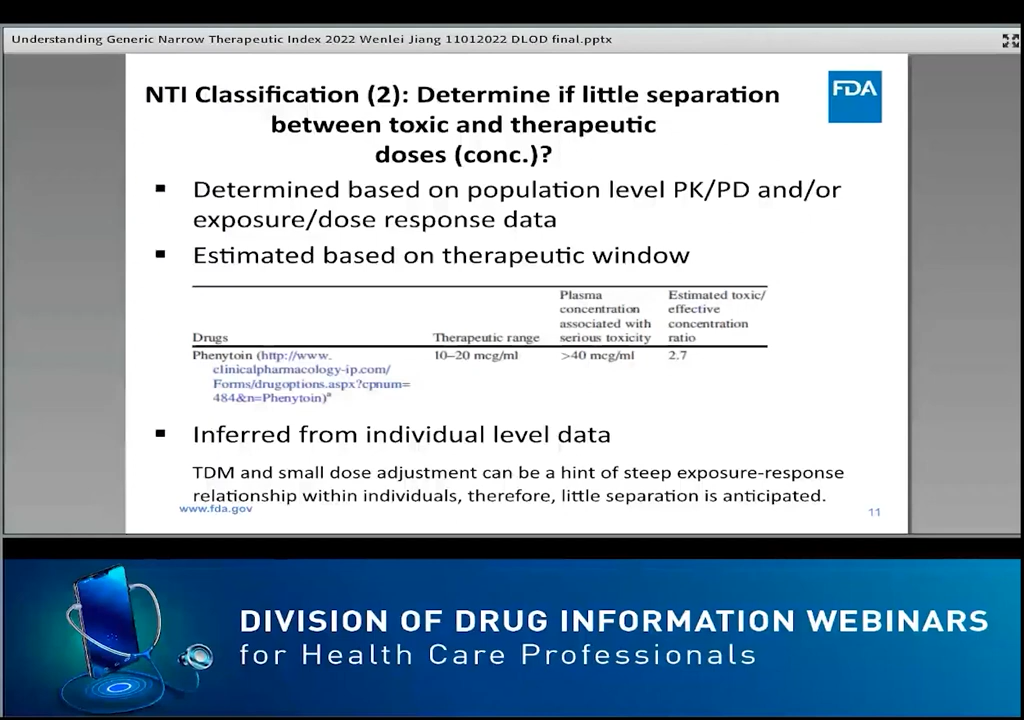 Understanding Generic Narrow Therapeutic Index 2022 Wenlei Jiang 11012022 DLOD final.pptx
NTI Classification (2): Determine if little separation
between toxic and therapeutic
doses (conc.)?
FDA
▪ Determined based on population level PK/PD and/or
exposure/dose response data
▪ Estimated based on therapeutic window
Drugs
Therapeutic range
Plasma
concentration
associated with
serious toxicity
Estimated toxic/
effective
concentration
ratio
Phenytoin (http://www.
clinicalpharmacology-ip.com/
Forms/drugoptions.aspx?cpnum=
484&n=Phenytoin)ᵃ
10–20 mcg/ml
>40 mcg/ml
2.7
▪ Inferred from individual level data
TDM and small dose adjustment can be a hint of steep exposure-response
relationship within individuals, therefore, little separation is anticipated.
www.fda.gov
11
DIVISION OF DRUG INFORMATION WEBINARS
for Health Care Professionals